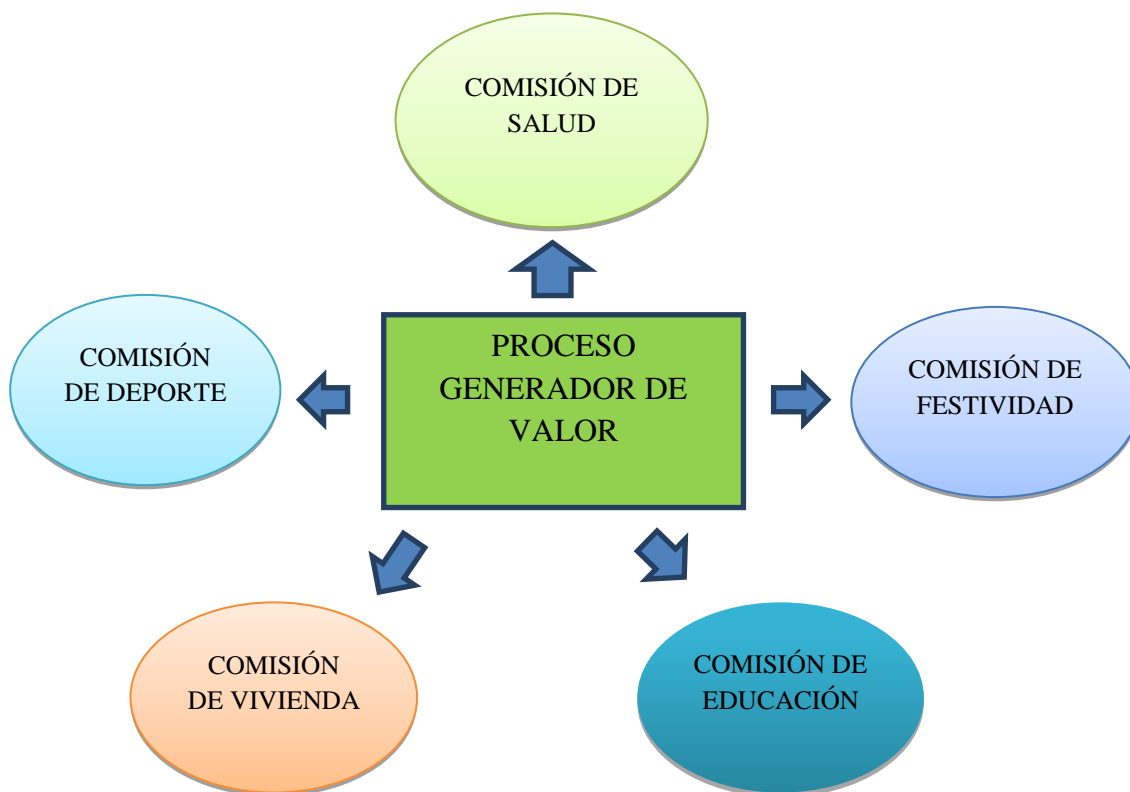 COMISIÓN DE
SALUD
COMISIÓN
DE DEPORTE
PROCESO
GENERADOR DE
VALOR
COMISIÓN DE
FESTIVIDAD
COMISIÓN
DE VIVIENDA
COMISIÓN DE
EDUCACIÓN